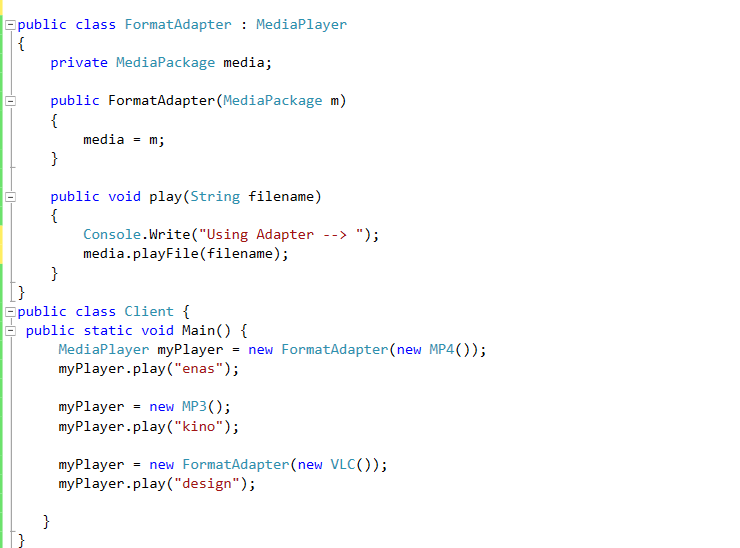 public class FormatAdapter : MediaPlayer
{
    private MediaPackage media;

    public FormatAdapter(MediaPackage m)
    {
        media = m;
    }

    public void play(String filename)
    {
        Console.Write("Using Adapter --> ");
        media.playFile(filename);
    }
}
public class Client {
 public static void Main() {
     MediaPlayer myPlayer = new FormatAdapter(new MP4());
     myPlayer.play("enas");

     myPlayer = new MP3();
     myPlayer.play("kino");

     myPlayer = new FormatAdapter(new VLC());
     myPlayer.play("design");

   }
}